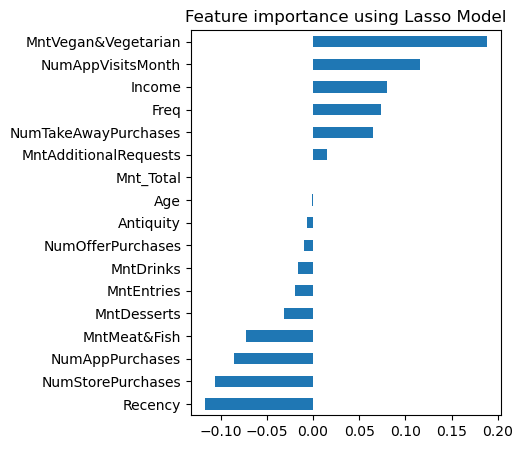 Feature importance using Lasso Model
MntVegan&Vegetarian
NumAppVisitsMonth
Income
Freq
NumTakeAwayPurchases
MntAdditionalRequests
Mnt_Total
Age
Antiquity
NumOfferPurchases
MntDrinks
MntEntries
MntDesserts
MntMeat&Fish
NumAppPurchases
NumStorePurchases
Recency
−0.10 −0.05 0.00 0.05 0.10 0.15 0.20